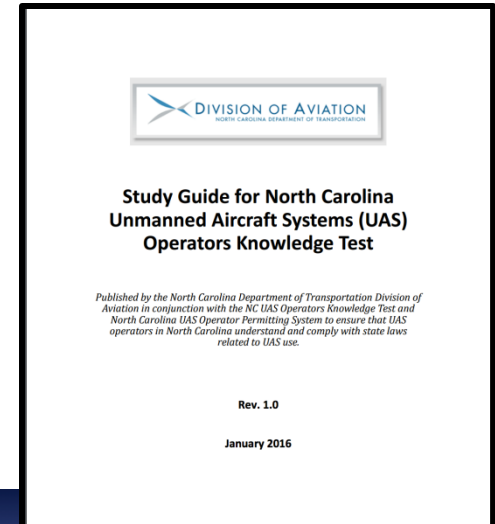 DIVISION OF AVIATION
NORTH CAROLINA DEPARTMENT OF TRANSPORTATION
Study Guide for North Carolina
Unmanned Aircraft Systems (UAS)
Operators Knowledge Test
Published by the North Carolina Department of Transportation Division of
Aviation in conjunction with the NC UAS Operators Knowledge Test and
North Carolina UAS Operator Permitting System to ensure that UAS
operators in North Carolina understand and comply with state laws
related to UAS use.
Rev. 1.0
January 2016